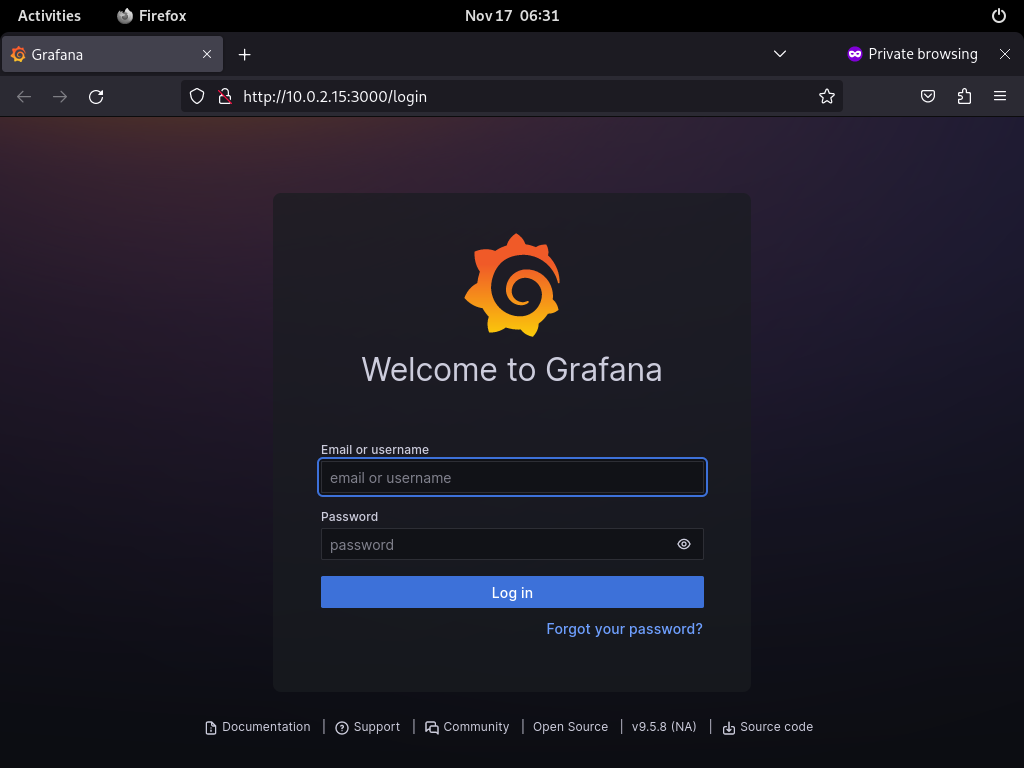 Activities Firefox Nov 17 06:31
Grafana Private browsing
http://10.0.2.15:3000/login
Welcome to Grafana
Email or username
email or username
Password
password
Log in
Forgot your password?
Documentation | Support | Community | Open Source | v9.5.8 (NA) | Source code